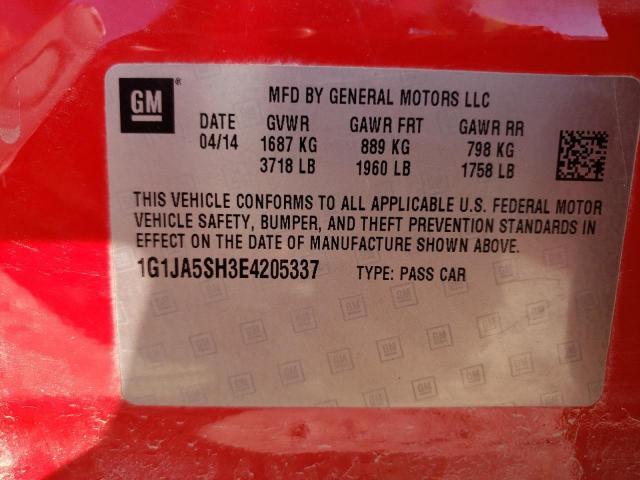 GM
MFD BY GENERAL MOTORS LLC
DATE GVWR GAWR FRT GAWR RR
04/14 1687 KG 889 KG 798 KG
3718 LB 1960 LB 1758 LB
THIS VEHICLE CONFORMS TO ALL APPLICABLE U.S. FEDERAL MOTOR
VEHICLE SAFETY, BUMPER, AND THEFT PREVENTION STANDARDS IN
EFFECT ON THE DATE OF MANUFACTURE SHOWN ABOVE.
1G1JA5SH3E4205337 TYPE: PASS CAR